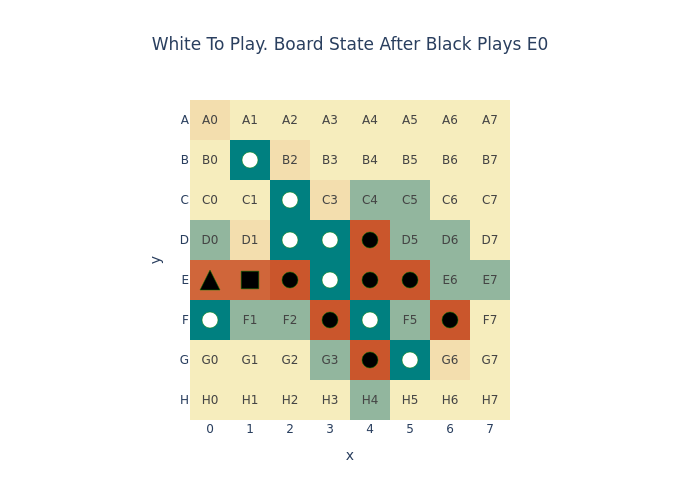 White To Play. Board State After Black Plays E0
A A0 A1 A2 A3 A4 A5 A6 A7
B B0 B2 B3 B4 B5 B6 B7
C C0 C1 C3 C4 C5 C6 C7
D D0 D1 D5 D6 D7
E E6 E7
F F1 F2 F5 F7
G G0 G1 G2 G3 G6 G7
H H0 H1 H2 H3 H4 H5 H6 H7
0 1 2 3 4 5 6 7
x
y